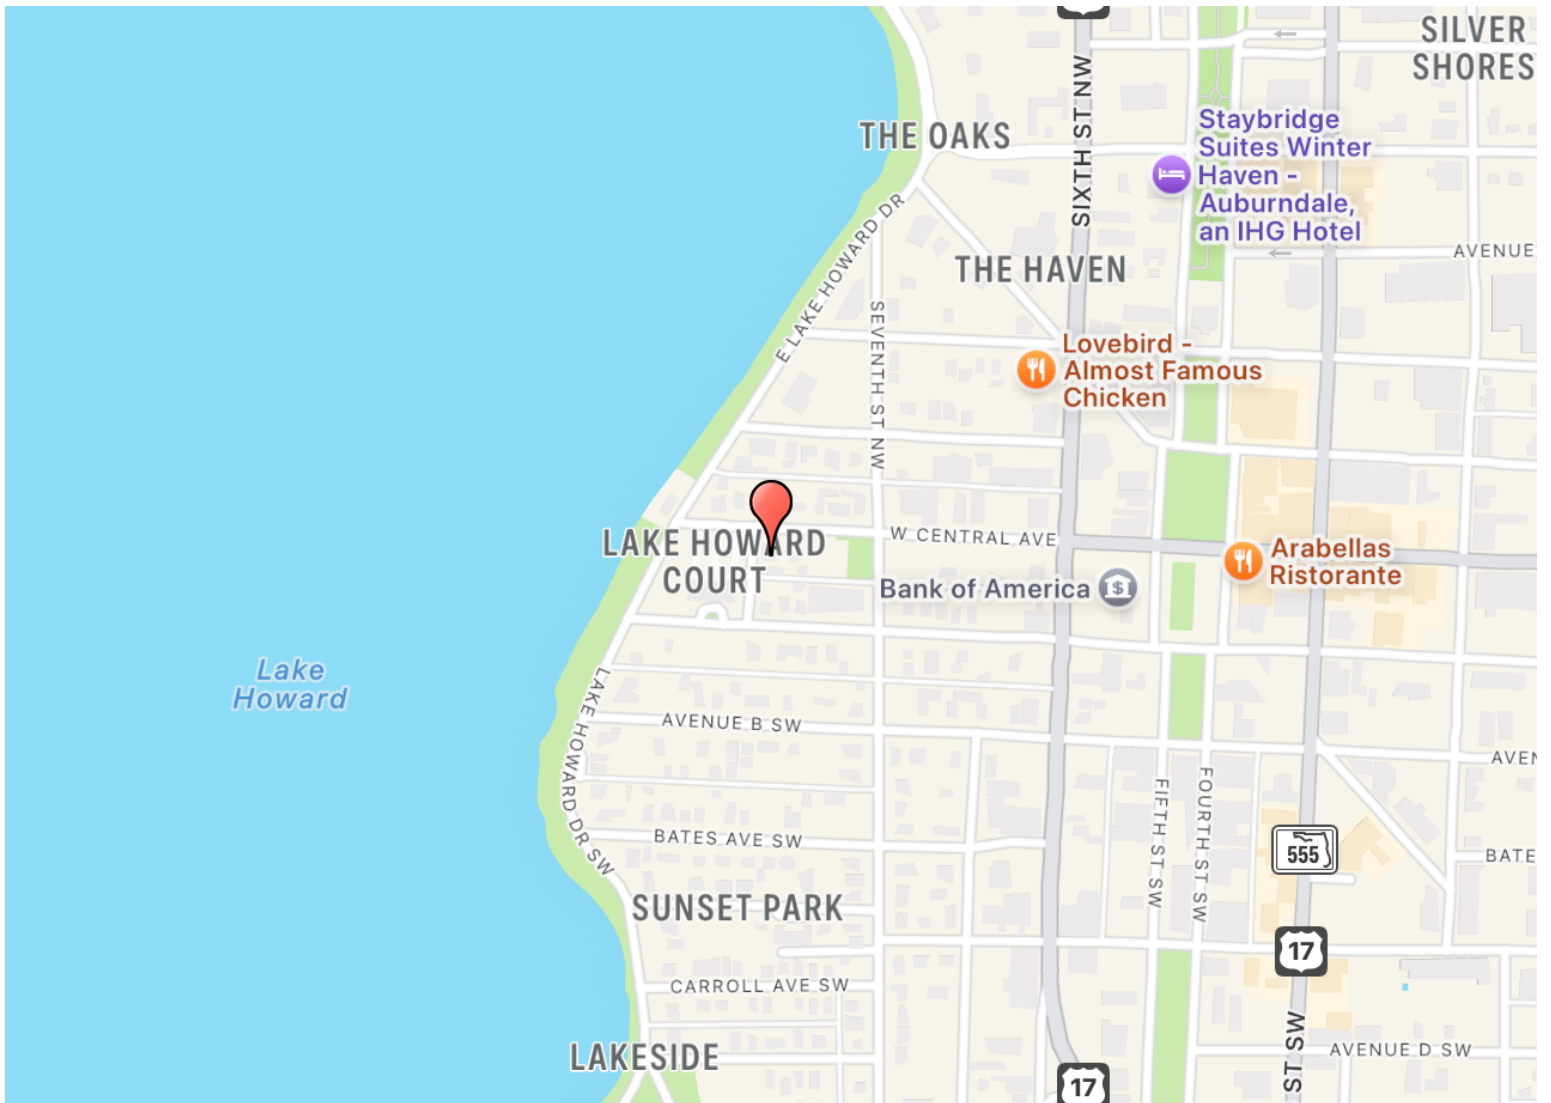 SILVER
SHORES
THE OAKS
SIXTH ST NW
Staybridge
Suites Winter
Haven -
Auburndale,
an IHG Hotel
E LAKE HOWARD DR
AVENUE
THE HAVEN
SEVENTH ST NW
Lovebird -
Almost Famous
Chicken
LAKE HOWARD
COURT
W CENTRAL AVE
Arabellas
Ristorante
Bank of America
Lake
Howard
LAKE HOWARD DR SW
AVENUE B SW
AVEN
FIFTH ST SW
FOURTH ST SW
BATES AVE SW
555
BATE
SUNSET PARK
17
CARROLL AVE SW
ST SW
AVENUE D SW
LAKESIDE
17